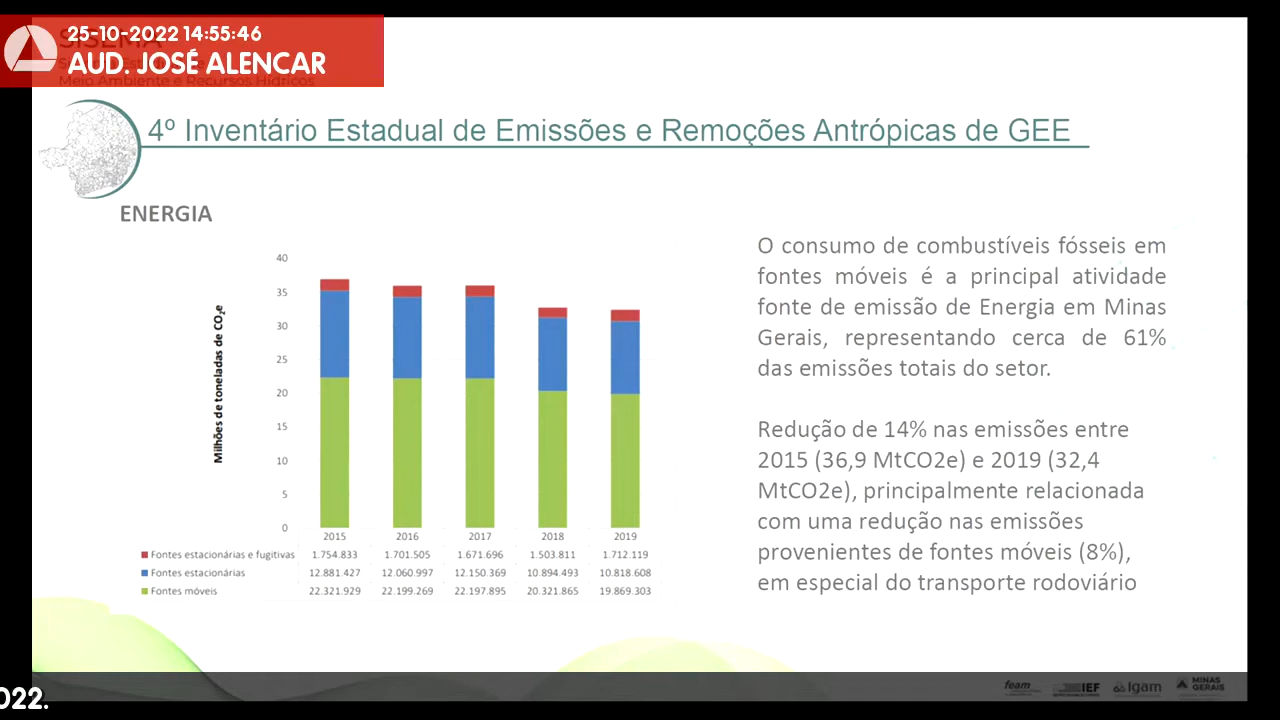 25-10-2022 14:55:46
AUD. JOSÉ ALENCAR
4º Inventário Estadual de Emissões e Remoções Antrópicas de GEE
ENERGIA
Milhões de toneladas de CO₂e
40
35
30
25
20
15
10
5
0
2015 2016 2017 2018 2019
Fontes estacionárias e fugitivas 1.754.833 1.701.505 1.671.696 1.503.811 1.712.119
Fontes estacionárias 12.881.427 12.060.997 12.150.369 10.894.493 10.818.608
Fontes móveis 22.321.929 22.199.269 22.197.895 20.321.865 19.869.303
O consumo de combustíveis fósseis em
fontes móveis é a principal atividade
fonte de emissão de Energia em Minas
Gerais, representando cerca de 61%
das emissões totais do setor.
Redução de 14% nas emissões entre
2015 (36,9 MtCO2e) e 2019 (32,4
MtCO2e), principalmente relacionada
com uma redução nas emissões
provenientes de fontes móveis (8%),
em especial do transporte rodoviário
feam IEF Igam MINAS GERAIS
022.